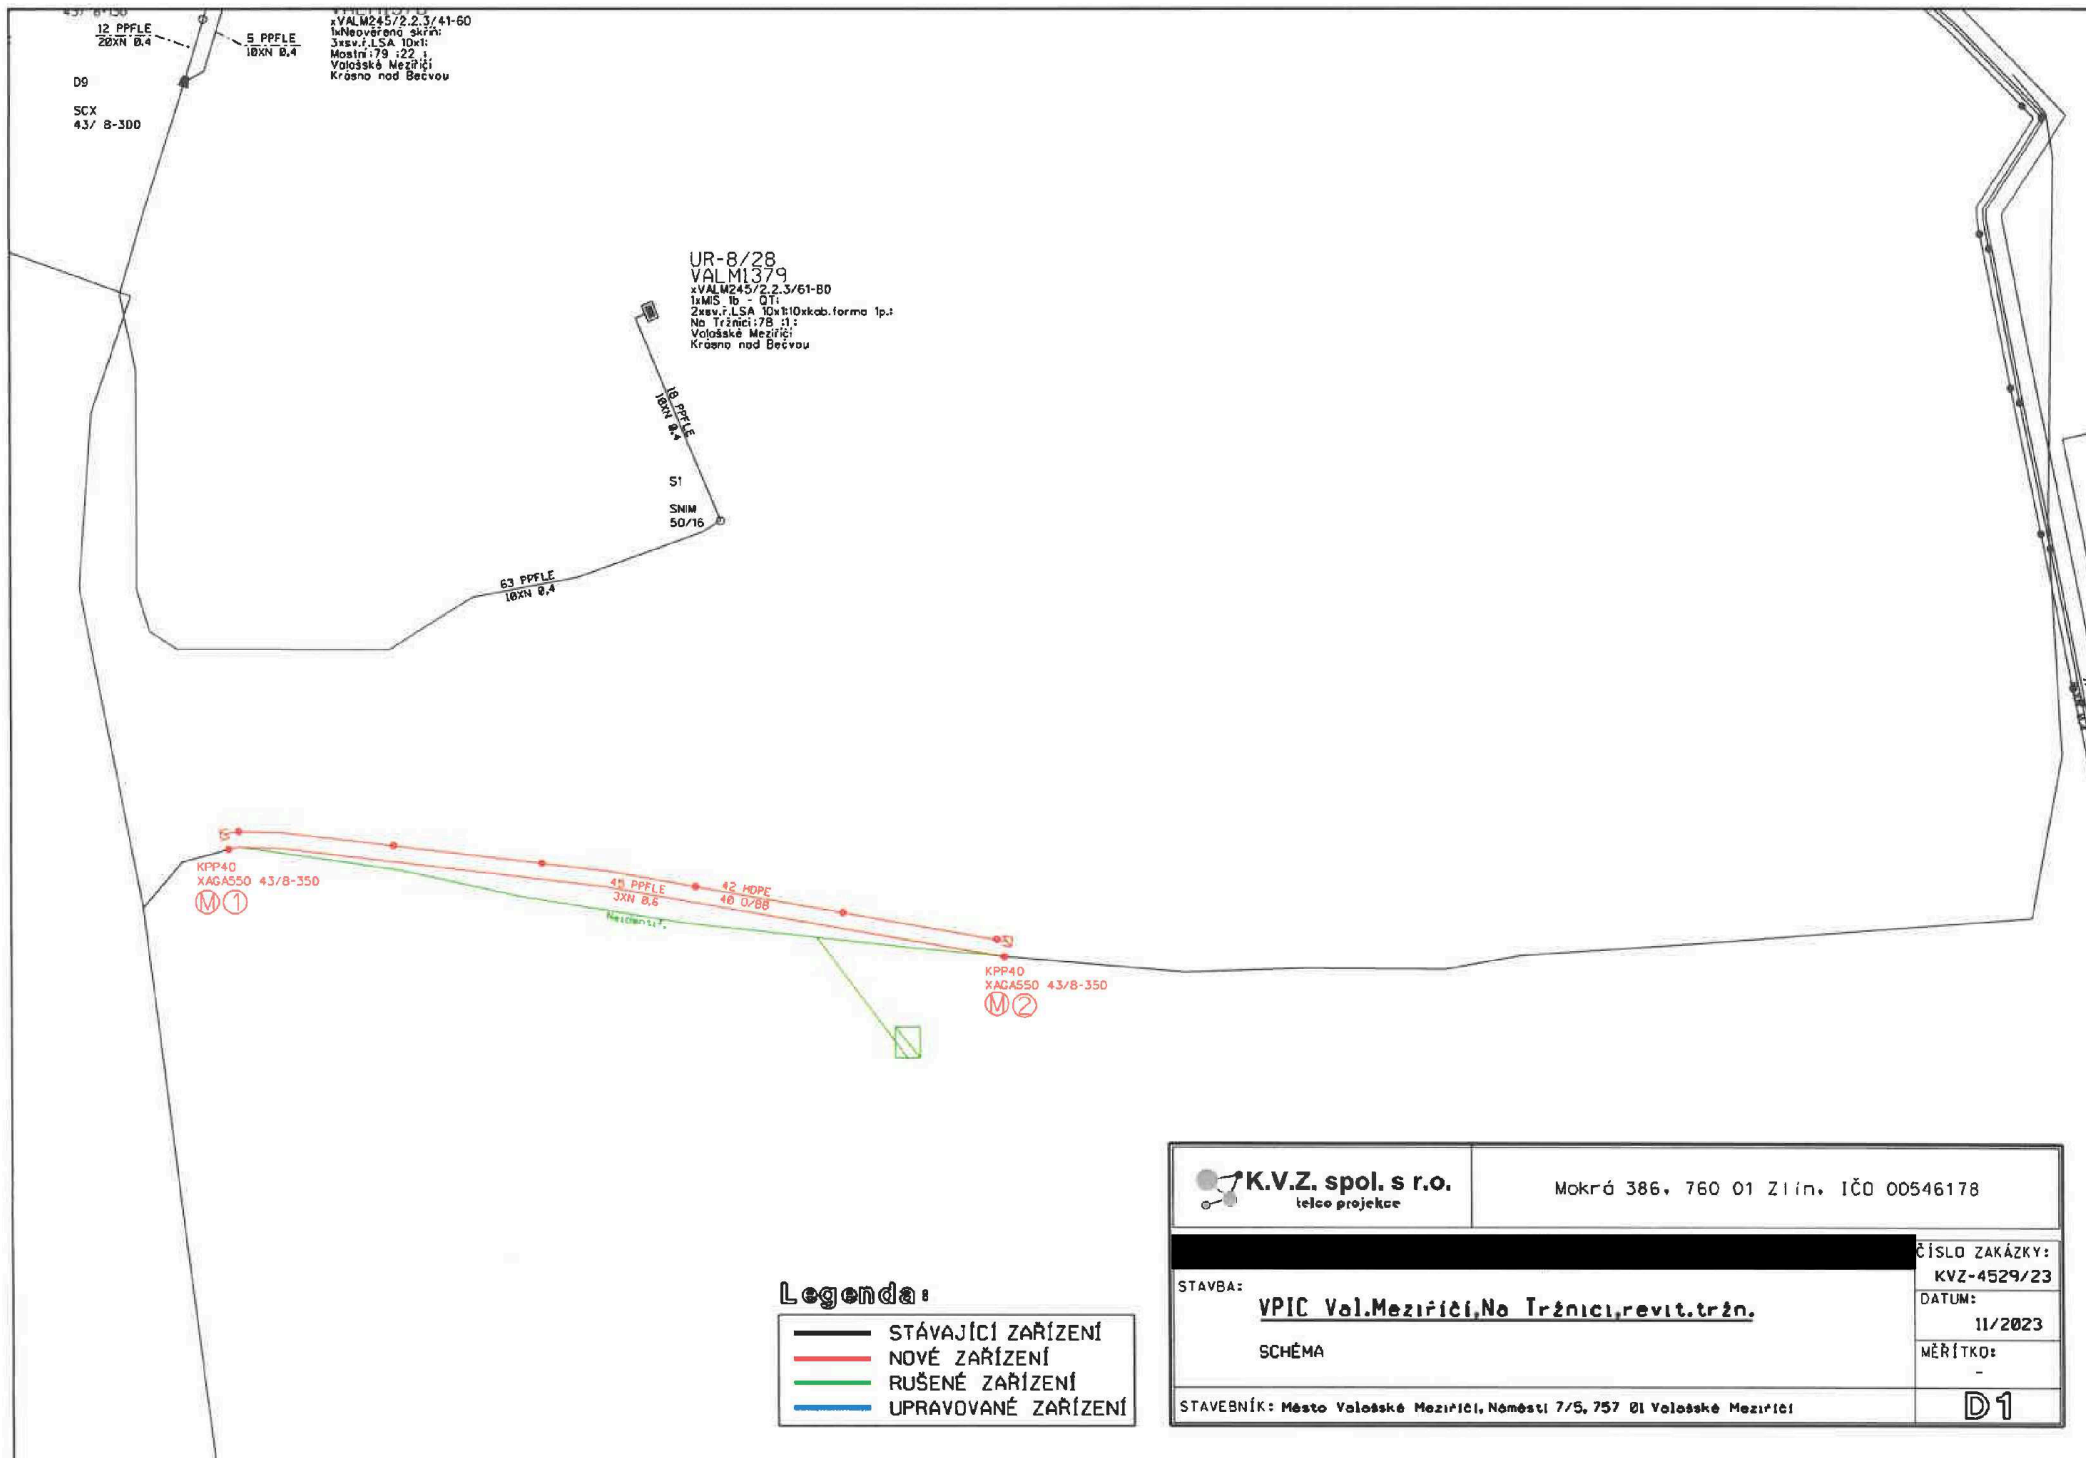 12 PPFLE
20XN 0,4
5 PPFLE
10XN 0,4
xVALM245/2.2.3/41-60
1xNeověřená skříň:
3xsv.ř.LSA 10x1:
Mostní:79 :22 :
Valašské Meziříčí
Krásno nad Bečvou
D9
SCX
43/ 8-300
UR-8/28
VALM1379
xVALM245/2.2.3/61-80
1xMIS 1b - QT:
2xsv.ř.LSA 10x1:10xkab.forma 1p.:
Na Tržnici:78 :1:
Valašské Meziříčí
Krásno nad Bečvou
18 PPFLE
10XN 0,4
S1
SNIM
50/16
63 PPFLE
10XN 0,4
KPP40
XAGA550 43/8-350
M 1
45 PPFLE
3XN 0,6
42 HDPE
40 O/BB
Neidentif.
KPP40
XAGA550 43/8-350
M 2
K.V.Z. spol. s r.o.
telco projekce
Mokrá 386, 760 01 Zlín, IČO 00546178
ČÍSLO ZAKÁZKY:
KVZ-4529/23
STAVBA:
VPIC Val.Meziříčí,Na Tržnici,revit.tržn.
DATUM:
11/2023
SCHÉMA
MĚŘÍTKO:
-
STAVEBNÍK: Město Valašské Meziříčí, Náměstí 7/5, 757 01 Valašské Meziříčí
D1
Legenda:
STÁVAJÍCÍ ZAŘÍZENÍ
NOVÉ ZAŘÍZENÍ
RUŠENÉ ZAŘÍZENÍ
UPRAVOVANÉ ZAŘÍZENÍ